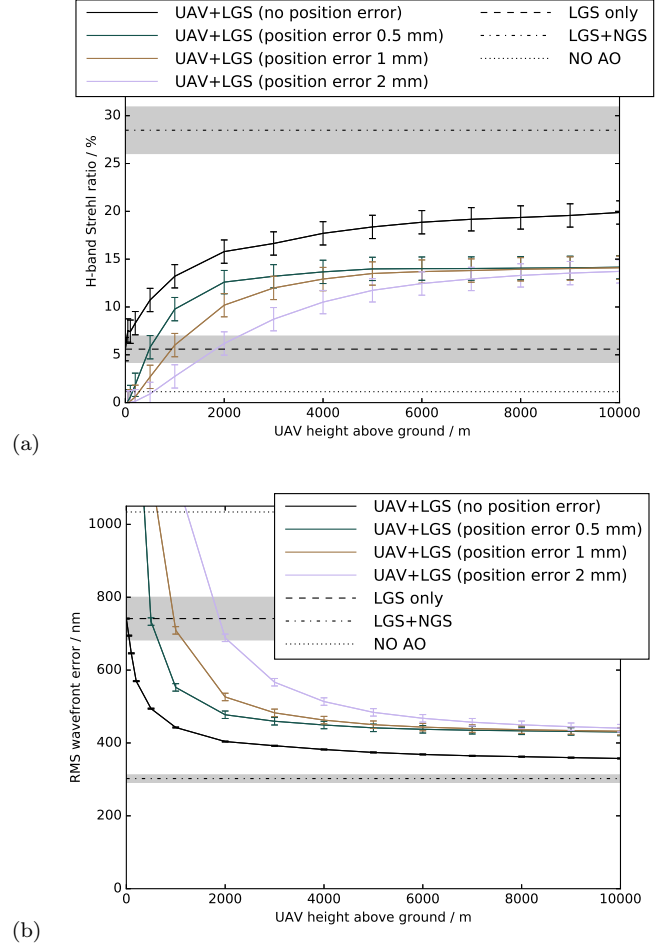 UAV+LGS (no position error)
UAV+LGS (position error 0.5 mm)
UAV+LGS (position error 1 mm)
UAV+LGS (position error 2 mm)
LGS only
LGS+NGS
NO AO
30
25
20
15
10
5
0
H-band Strehl ratio / %
0
2000
4000
6000
8000
10000
UAV height above ground / m
(a)
UAV+LGS (no position error)
UAV+LGS (position error 0.5 mm)
UAV+LGS (position error 1 mm)
UAV+LGS (position error 2 mm)
LGS only
LGS+NGS
NO AO
1000
800
600
400
200
0
RMS wavefront error / nm
0
2000
4000
6000
8000
10000
UAV height above ground / m
(b)